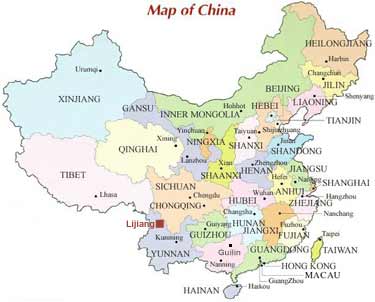 Map of China
HEILONGJIANG
Harbin
Urumqi
Changchun
JILIN
BEIJING
Shenyang
LIAONING
XINJIANG
GANSU
Hohhot
INNER MONGOLIA
HEBEI
TIANJIN
Yinchuan
Taiyuan
Shijiazhuang
NINGXIA
SHANXI
Jinan
SHANDONG
Xining
QINGHAI
Lanzhou
Xian
Zhengzhou
SHAANXI
HENAN
JIANGSU
TIBET
Hefei
Nanjing
SHANGHAI
SICHUAN
HUBEI
Wuhan
ANHUI
Hangzhou
Lhasa
Chengdu
ZHEJIANG
CHONGQING
Changsha
Nanchang
Lijiang
HUNAN
JIANGXI
Guiyang
GUIZHOU
Fuzhou
FUJIAN
Taipei
Kunming
Guilin
TAIWAN
LYUNNAN
Nanning
GUANGDONG
HONG KONG
MACAU
GuangZhou
Haikou
HAINAN